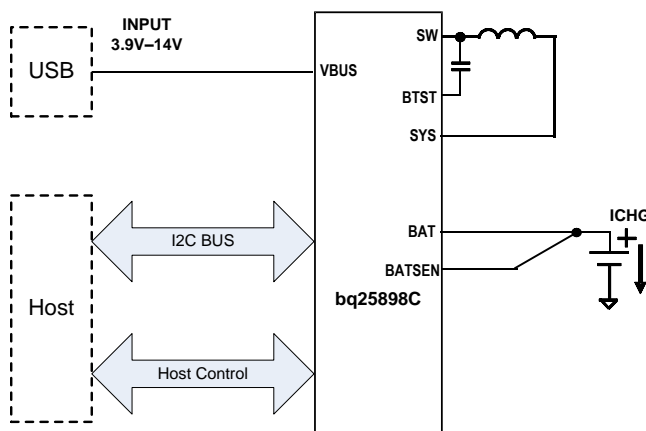 INPUT
3.9V–14V
USB
VBUS
SW
BTST
SYS
I2C BUS
BAT
ICHG
+
BATSEN
bq25898C
Host
Host Control